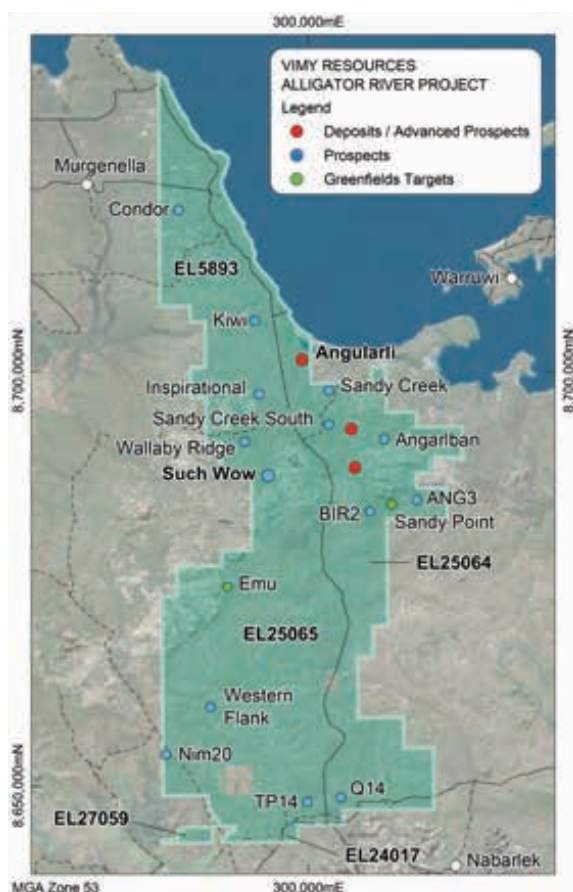 300,000mE
VIMY RESOURCES
ALLIGATOR RIVER PROJECT
Legend
Deposits / Advanced Prospects
Prospects
Greenfields Targets
Murgenella
Condor
EL5893
Warruwi
Kiwi
Angularli
8,700,000mN
8,700,000mN
Inspirational
Sandy Creek
Sandy Creek South
Wallaby Ridge
Angarlban
Such Wow
ANG3
BIR2
Sandy Point
EL25064
Emu
EL25065
Western
Flank
Nim20
8,650,000mN
8,650,000mN
TP14
Q14
EL27059
EL24017
Nabarlek
MGA Zone 53
300,000mE